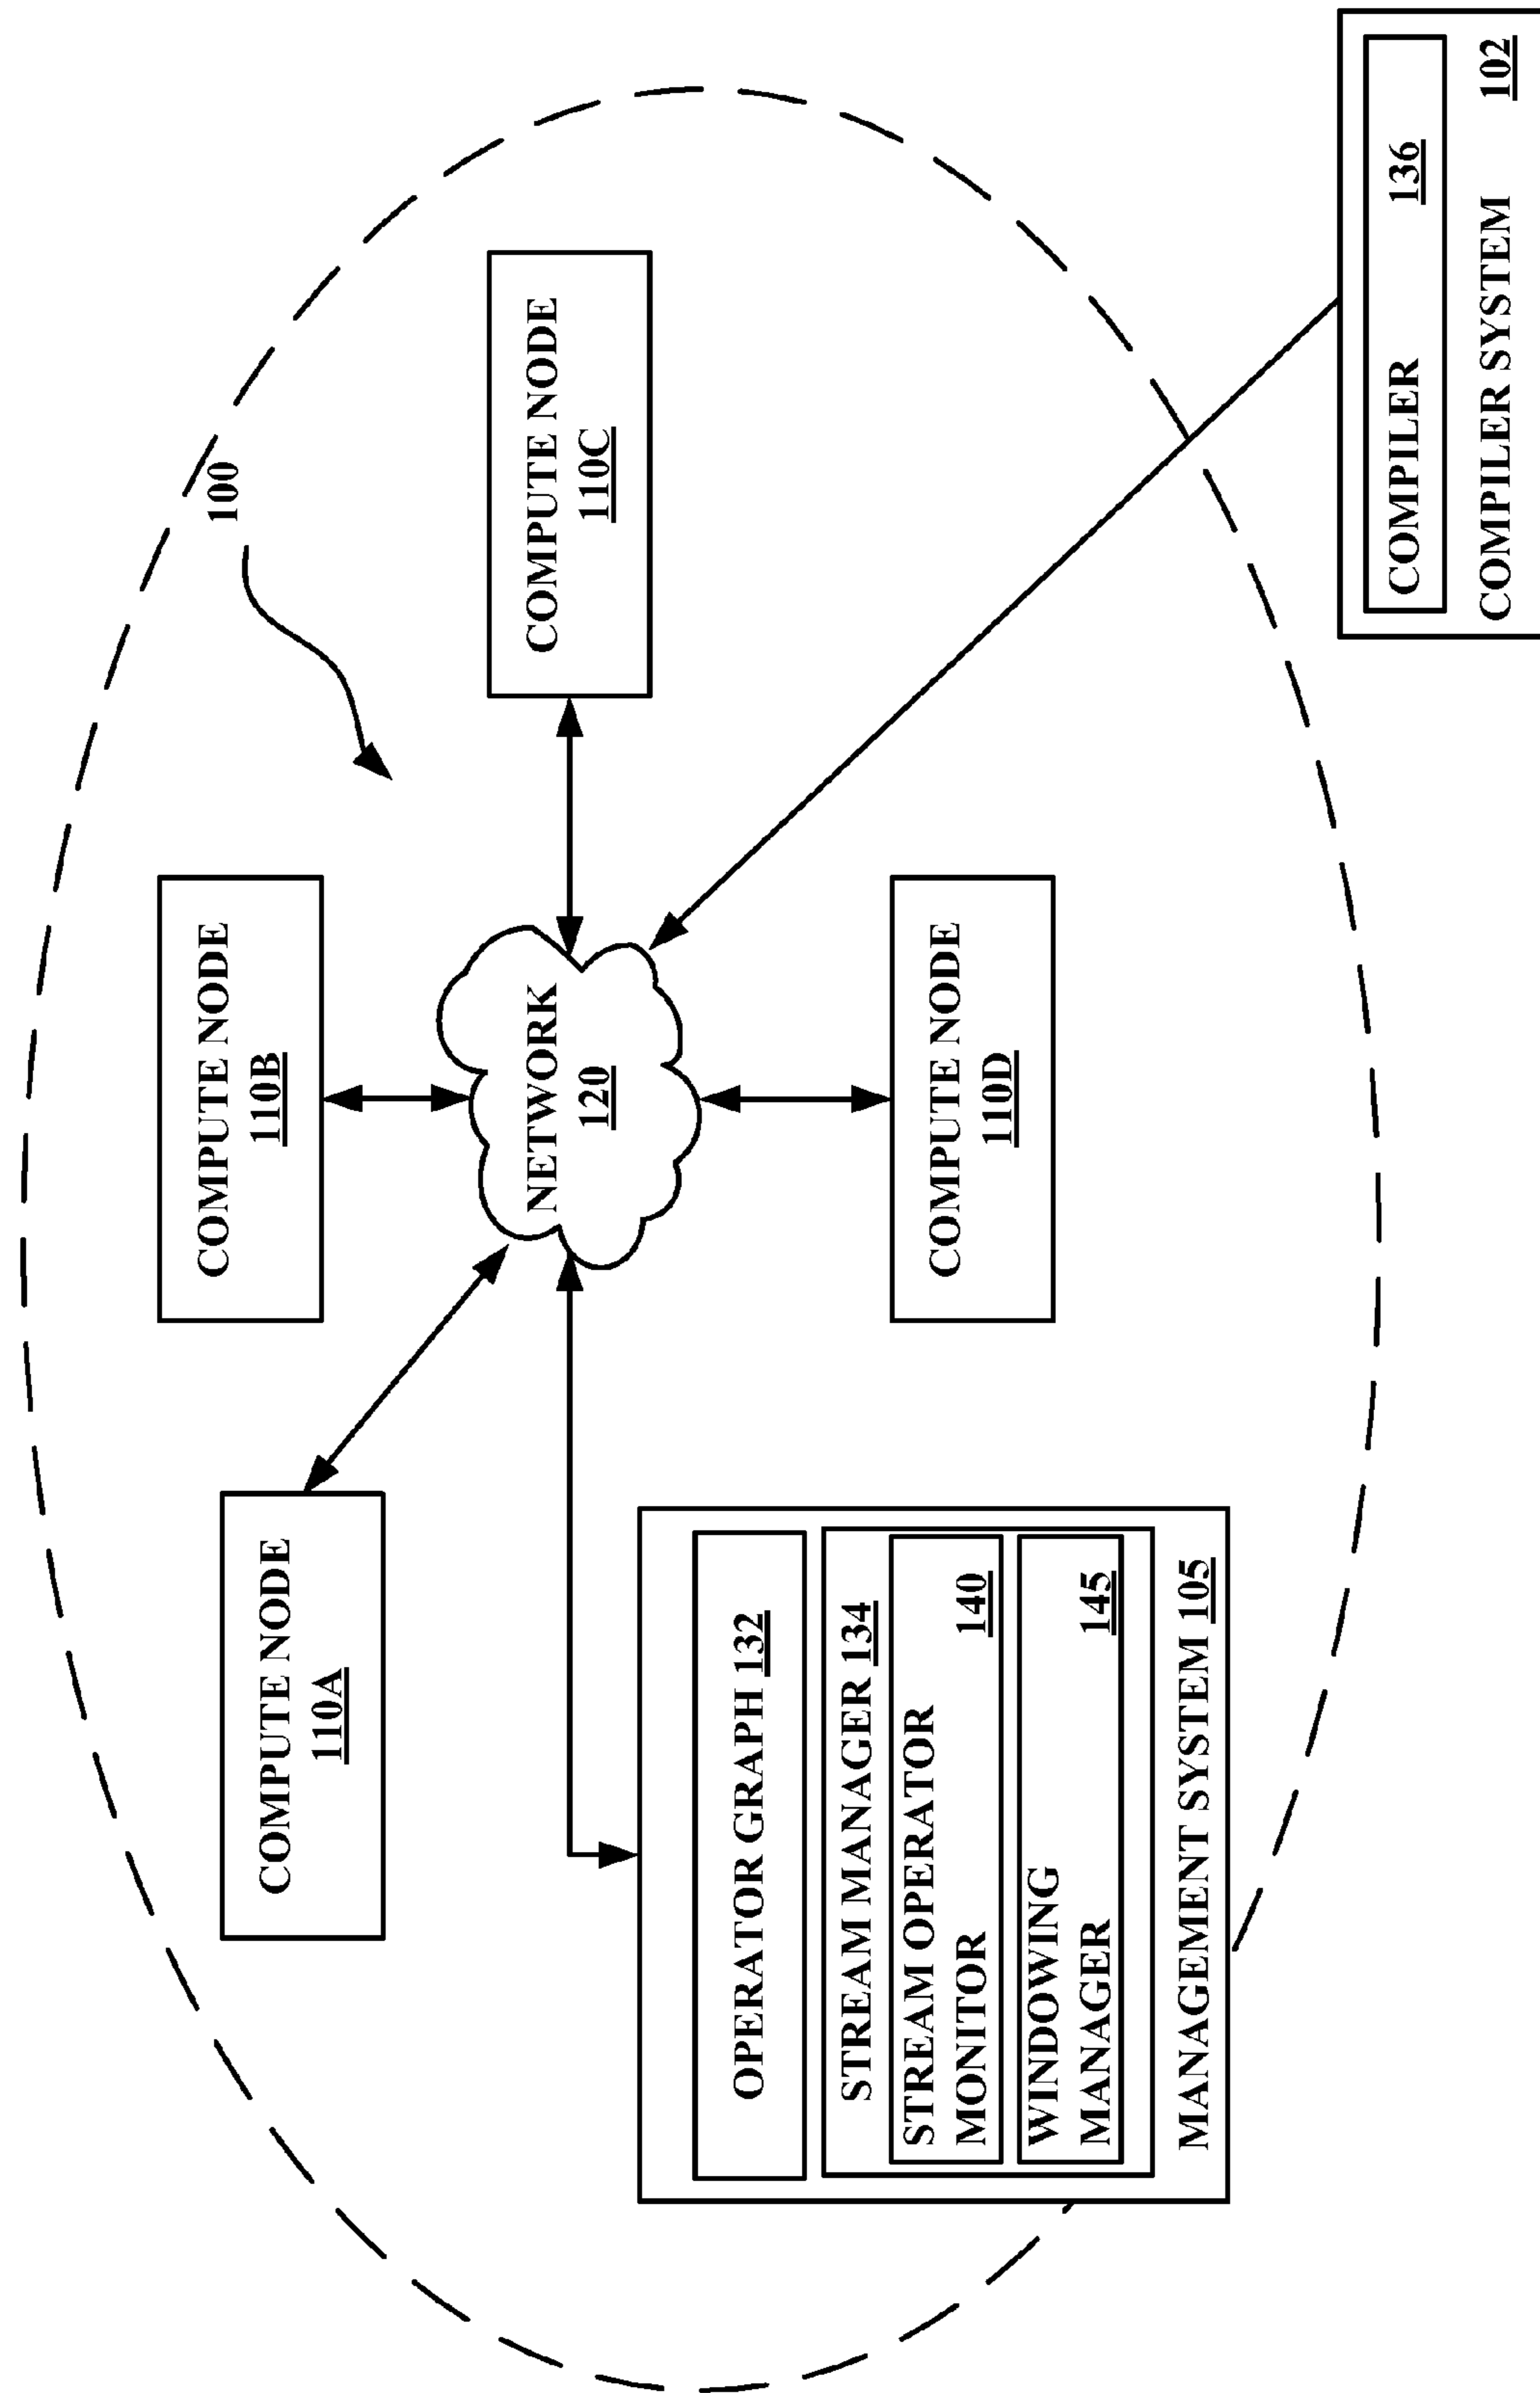 100
COMPUTE NODE
110A
COMPUTE NODE
110B
COMPUTE NODE
110C
NETWORK
120
COMPUTE NODE
110D
OPERATOR GRAPH 132
STREAM MANAGER 134
STREAM OPERATOR
MONITOR 140
WINDOWING
MANAGER 145
MANAGEMENT SYSTEM 105
COMPILER 136
COMPILER SYSTEM 102